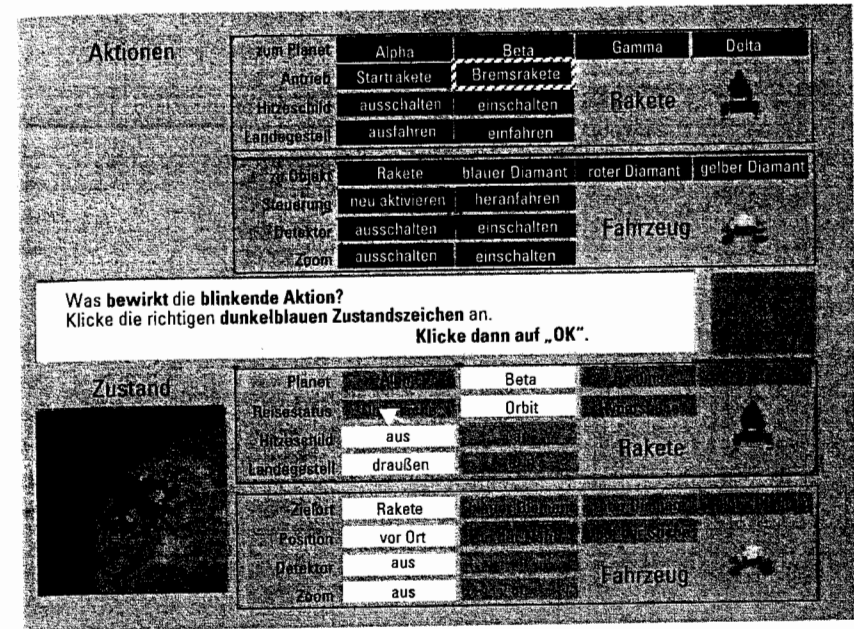 Aktionen
zum Planet Alpha Beta Gamma Delta
Antrieb Startrakete Bremsrakete
Hitzeschild ausschalten einschalten Rakete
Landegestell ausfahren einfahren
zu Objekt Rakete blauer Diamant roter Diamant gelber Diamant
Steuerung neu aktivieren heranfahren
Detektor ausschalten einschalten Fahrzeug
Zoom ausschalten einschalten
Was bewirkt die blinkende Aktion?
Klicke die richtigen dunkelblauen Zustandszeichen an.
Klicke dann auf „OK".
Zustand
Planet Alpha Beta
Reisestatus Orbit
Hitzeschild aus Rakete
Landegestell draußen
Zielort Rakete
Position vor Ort
Detektor aus Fahrzeug
Zoom aus